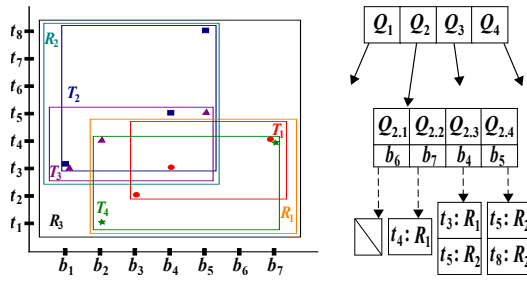 t8
t7
t6
t5
t4
t3
t2
t1
R2
T2
T3
T1
T4
R1
R3
b1 b2 b3 b4 b5 b6 b7
Q1 Q2 Q3 Q4
Q2.1 Q2.2 Q2.3 Q2.4
b6 b7 b4 b5
t4: R1
t3: R1
t5: R2
t5: R2
t8: R2